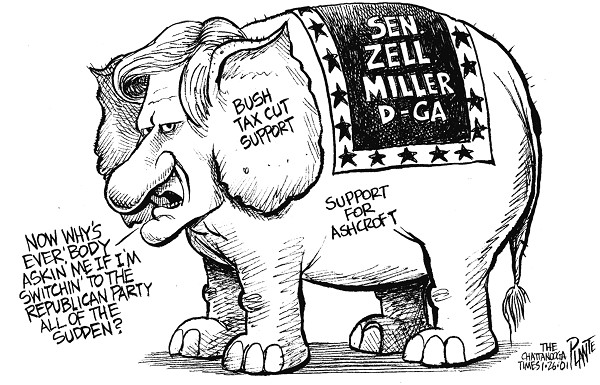 SEN.
ZELL
MILLER
D-GA
BUSH
TAX CUT
SUPPORT
SUPPORT
FOR
ASHCROFT
NOW WHY'S
EVER'BODY
ASKIN' ME IF I'M
SWITCHIN' TO THE
REPUBLICAN PARTY
ALL OF THE
SUDDEN?
THE
CHATTANOOGA
TIMES 1·26·01
PLANTE